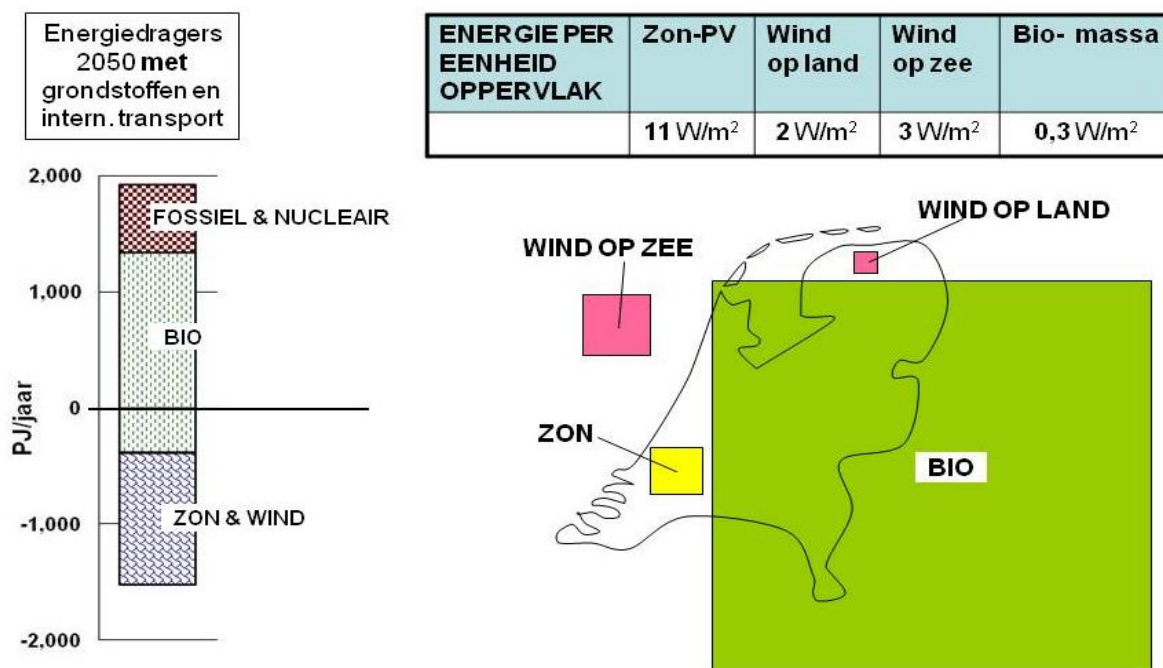 Energiedragers
2050 met
grondstoffen en
intern. transport
ENERGIE PER
EENHEID
OPPERVLAK
Zon-PV
Wind
op land
Wind
op zee
Bio- massa
11 W/m²
2 W/m²
3 W/m²
0,3 W/m²
PJ/jaar
2,000
1,000
0
-1,000
-2,000
FOSSIEL & NUCLEAIR
BIO
ZON & WIND
WIND OP LAND
WIND OP ZEE
ZON
BIO